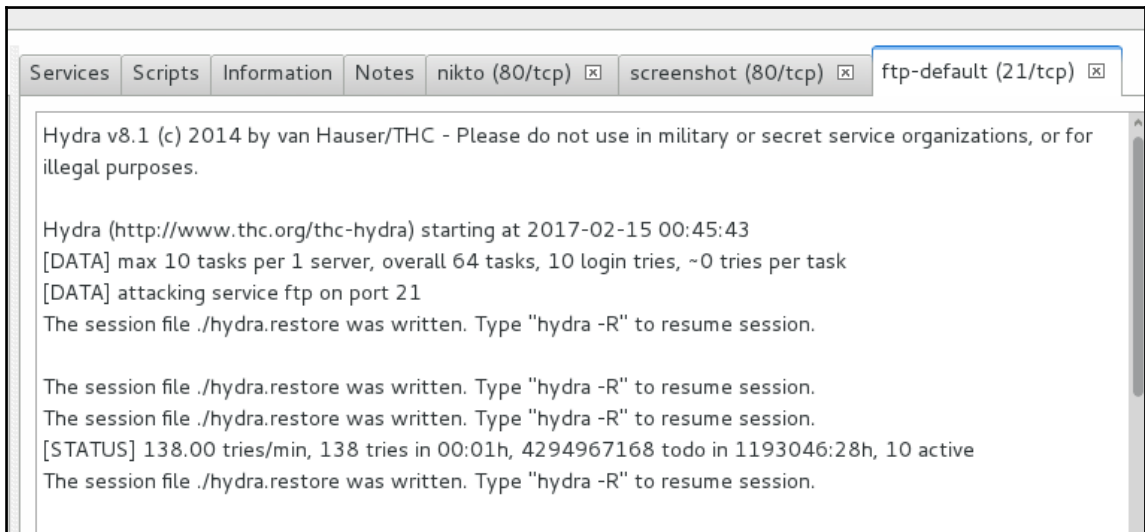 Services Scripts Information Notes nikto (80/tcp) screenshot (80/tcp) ftp-default (21/tcp)
Hydra v8.1 (c) 2014 by van Hauser/THC - Please do not use in military or secret service organizations, or for
illegal purposes.
Hydra (http://www.thc.org/thc-hydra) starting at 2017-02-15 00:45:43
[DATA] max 10 tasks per 1 server, overall 64 tasks, 10 login tries, ~0 tries per task
[DATA] attacking service ftp on port 21
The session file ./hydra.restore was written. Type "hydra -R" to resume session.
The session file ./hydra.restore was written. Type "hydra -R" to resume session.
The session file ./hydra.restore was written. Type "hydra -R" to resume session.
[STATUS] 138.00 tries/min, 138 tries in 00:01h, 4294967168 todo in 1193046:28h, 10 active
The session file ./hydra.restore was written. Type "hydra -R" to resume session.